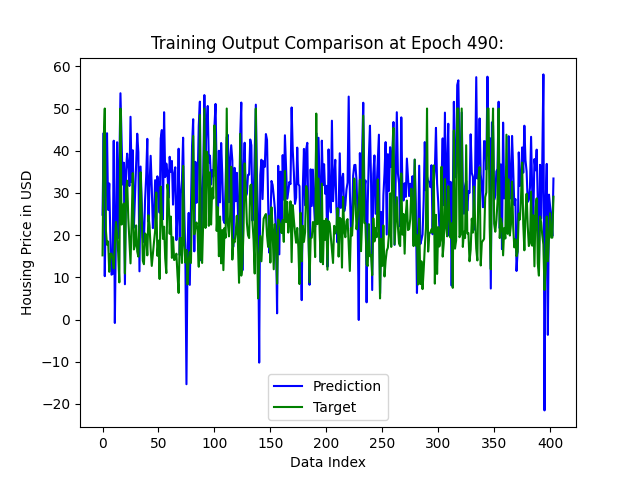 Training Output Comparison at Epoch 490:
60
50
40
30
20
10
0
−10
−20
Housing Price in USD
Prediction
Target
0 50 100 150 200 250 300 350 400
Data Index